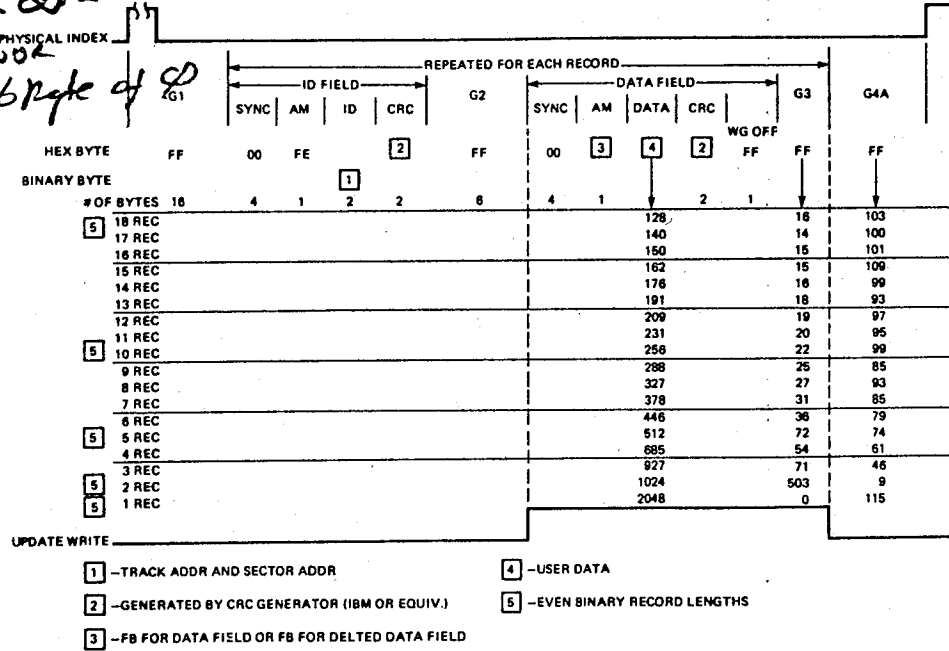 PHYSICAL INDEX
REPEATED FOR EACH RECORD
ID FIELD
DATA FIELD
G1 SYNC AM ID CRC G2 SYNC AM DATA CRC G3 G4A
WG OFF
HEX BYTE FF 00 FE 2 FF 00 3 4 2 FF FF FF
BINARY BYTE 1
# OF BYTES 16 4 1 2 2 6 4 1 2 1
5 18 REC 128 16 103
17 REC 140 14 100
16 REC 150 15 101
15 REC 162 15 109
14 REC 176 16 99
13 REC 191 18 93
12 REC 209 19 97
11 REC 231 20 95
5 10 REC 256 22 99
9 REC 288 25 85
8 REC 327 27 93
7 REC 378 31 85
6 REC 446 36 79
5 5 REC 512 72 74
4 REC 685 54 61
3 REC 927 71 46
5 2 REC 1024 503 9
5 1 REC 2048 0 115
UPDATE WRITE
1 –TRACK ADDR AND SECTOR ADDR
2 –GENERATED BY CRC GENERATOR (IBM OR EQUIV.)
3 –FB FOR DATA FIELD OR FB FOR DELTED DATA FIELD
4 –USER DATA
5 –EVEN BINARY RECORD LENGTHS